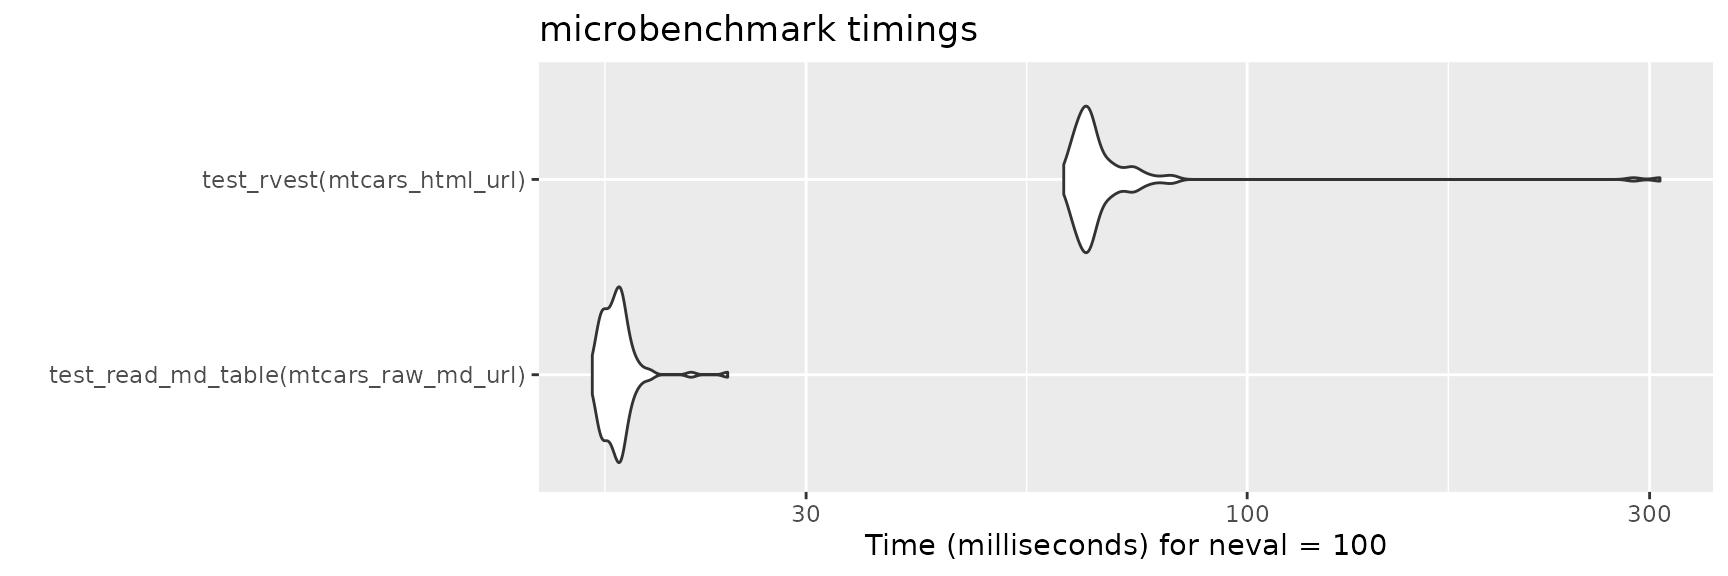 microbenchmark timings
test_rvest(mtcars_html_url)
test_read_md_table(mtcars_raw_md_url)
30 100 300
Time (milliseconds) for neval = 100